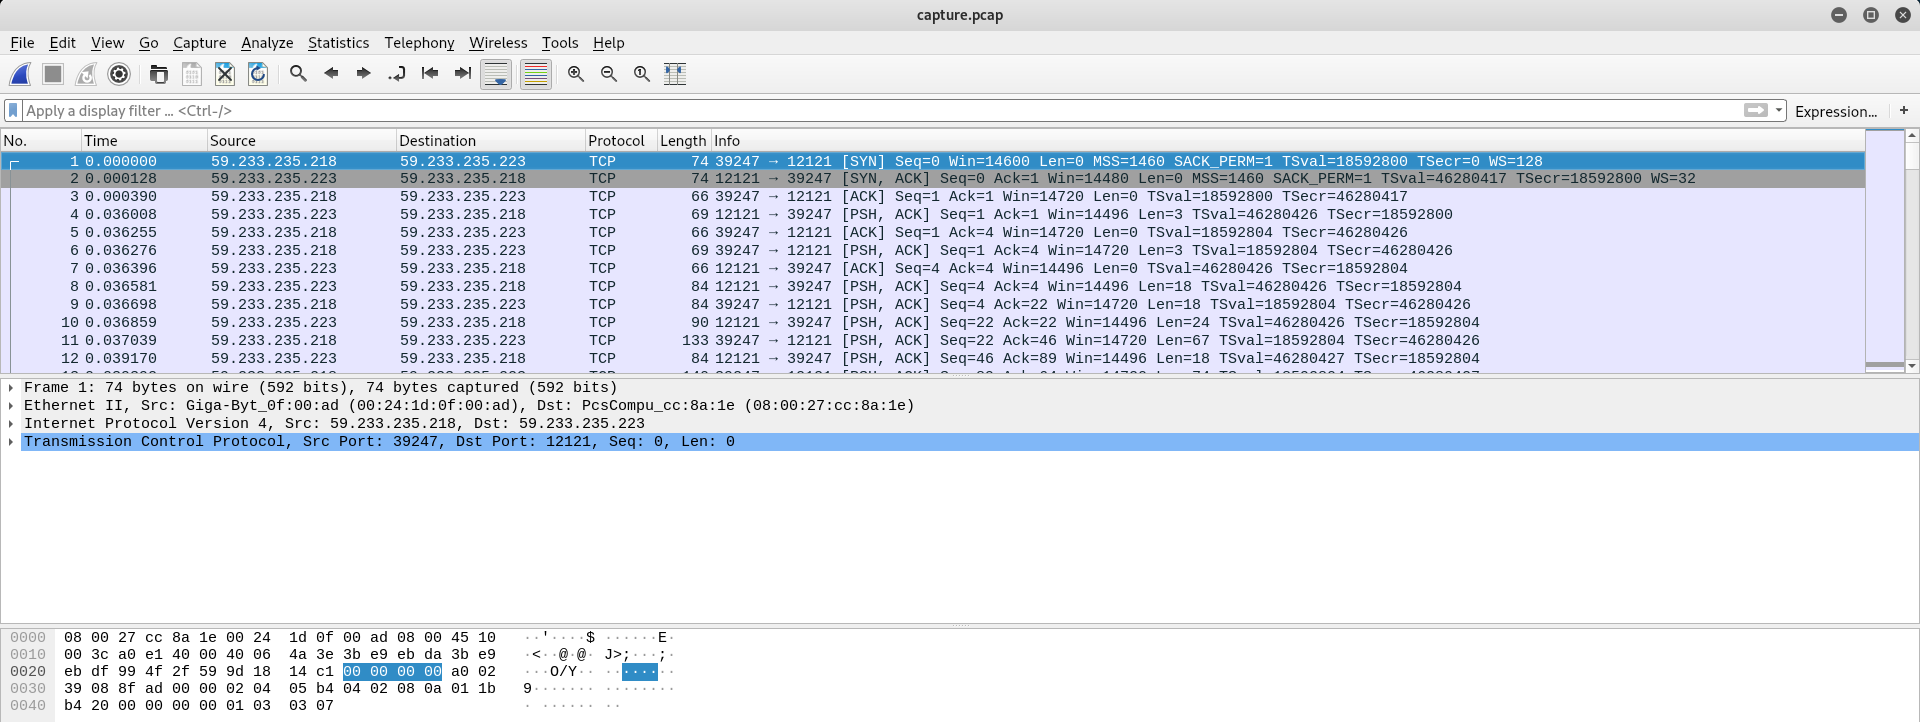 capture.pcap
File Edit View Go Capture Analyze Statistics Telephony Wireless Tools Help
Apply a display filter ... <Ctrl-/> Expression... +
No. Time Source Destination Protocol Length Info
1 0.000000 59.233.235.218 59.233.235.223 TCP 74 39247 → 12121 [SYN] Seq=0 Win=14600 Len=0 MSS=1460 SACK_PERM=1 TSval=18592800 TSecr=0 WS=128
2 0.000128 59.233.235.223 59.233.235.218 TCP 74 12121 → 39247 [SYN, ACK] Seq=0 Ack=1 Win=14480 Len=0 MSS=1460 SACK_PERM=1 TSval=46280417 TSecr=18592800 WS=32
3 0.000390 59.233.235.218 59.233.235.223 TCP 66 39247 → 12121 [ACK] Seq=1 Ack=1 Win=14720 Len=0 TSval=18592800 TSecr=46280417
4 0.036008 59.233.235.223 59.233.235.218 TCP 69 12121 → 39247 [PSH, ACK] Seq=1 Ack=1 Win=14496 Len=3 TSval=46280426 TSecr=18592800
5 0.036255 59.233.235.218 59.233.235.223 TCP 66 39247 → 12121 [ACK] Seq=1 Ack=4 Win=14720 Len=0 TSval=18592804 TSecr=46280426
6 0.036276 59.233.235.218 59.233.235.223 TCP 69 39247 → 12121 [PSH, ACK] Seq=1 Ack=4 Win=14720 Len=3 TSval=18592804 TSecr=46280426
7 0.036396 59.233.235.223 59.233.235.218 TCP 66 12121 → 39247 [ACK] Seq=4 Ack=4 Win=14496 Len=0 TSval=46280426 TSecr=18592804
8 0.036581 59.233.235.223 59.233.235.218 TCP 84 12121 → 39247 [PSH, ACK] Seq=4 Ack=4 Win=14496 Len=18 TSval=46280426 TSecr=18592804
9 0.036698 59.233.235.218 59.233.235.223 TCP 84 39247 → 12121 [PSH, ACK] Seq=4 Ack=22 Win=14720 Len=18 TSval=18592804 TSecr=46280426
10 0.036859 59.233.235.223 59.233.235.218 TCP 90 12121 → 39247 [PSH, ACK] Seq=22 Ack=22 Win=14496 Len=24 TSval=46280426 TSecr=18592804
11 0.037039 59.233.235.218 59.233.235.223 TCP 133 39247 → 12121 [PSH, ACK] Seq=22 Ack=46 Win=14720 Len=67 TSval=18592804 TSecr=46280426
12 0.039170 59.233.235.223 59.233.235.218 TCP 84 12121 → 39247 [PSH, ACK] Seq=46 Ack=89 Win=14496 Len=18 TSval=46280427 TSecr=18592804
Frame 1: 74 bytes on wire (592 bits), 74 bytes captured (592 bits)
Ethernet II, Src: Giga-Byt_0f:00:ad (00:24:1d:0f:00:ad), Dst: PcsCompu_cc:8a:1e (08:00:27:cc:8a:1e)
Internet Protocol Version 4, Src: 59.233.235.218, Dst: 59.233.235.223
Transmission Control Protocol, Src Port: 39247, Dst Port: 12121, Seq: 0, Len: 0
0000 08 00 27 cc 8a 1e 00 24 1d 0f 00 ad 08 00 45 10 ··'····$ ······E·
0010 00 3c a0 e1 40 00 40 06 4a 3e 3b e9 eb da 3b e9 ·<··@·@· J>;···;·
0020 eb df 99 4f 2f 59 9d 18 14 c1 00 00 00 00 a0 02 ···O/Y·· ········
0030 39 08 8f ad 00 00 02 04 05 b4 04 02 08 0a 01 1b 9······· ········
0040 b4 20 00 00 00 00 01 03 03 07 · ······ ··